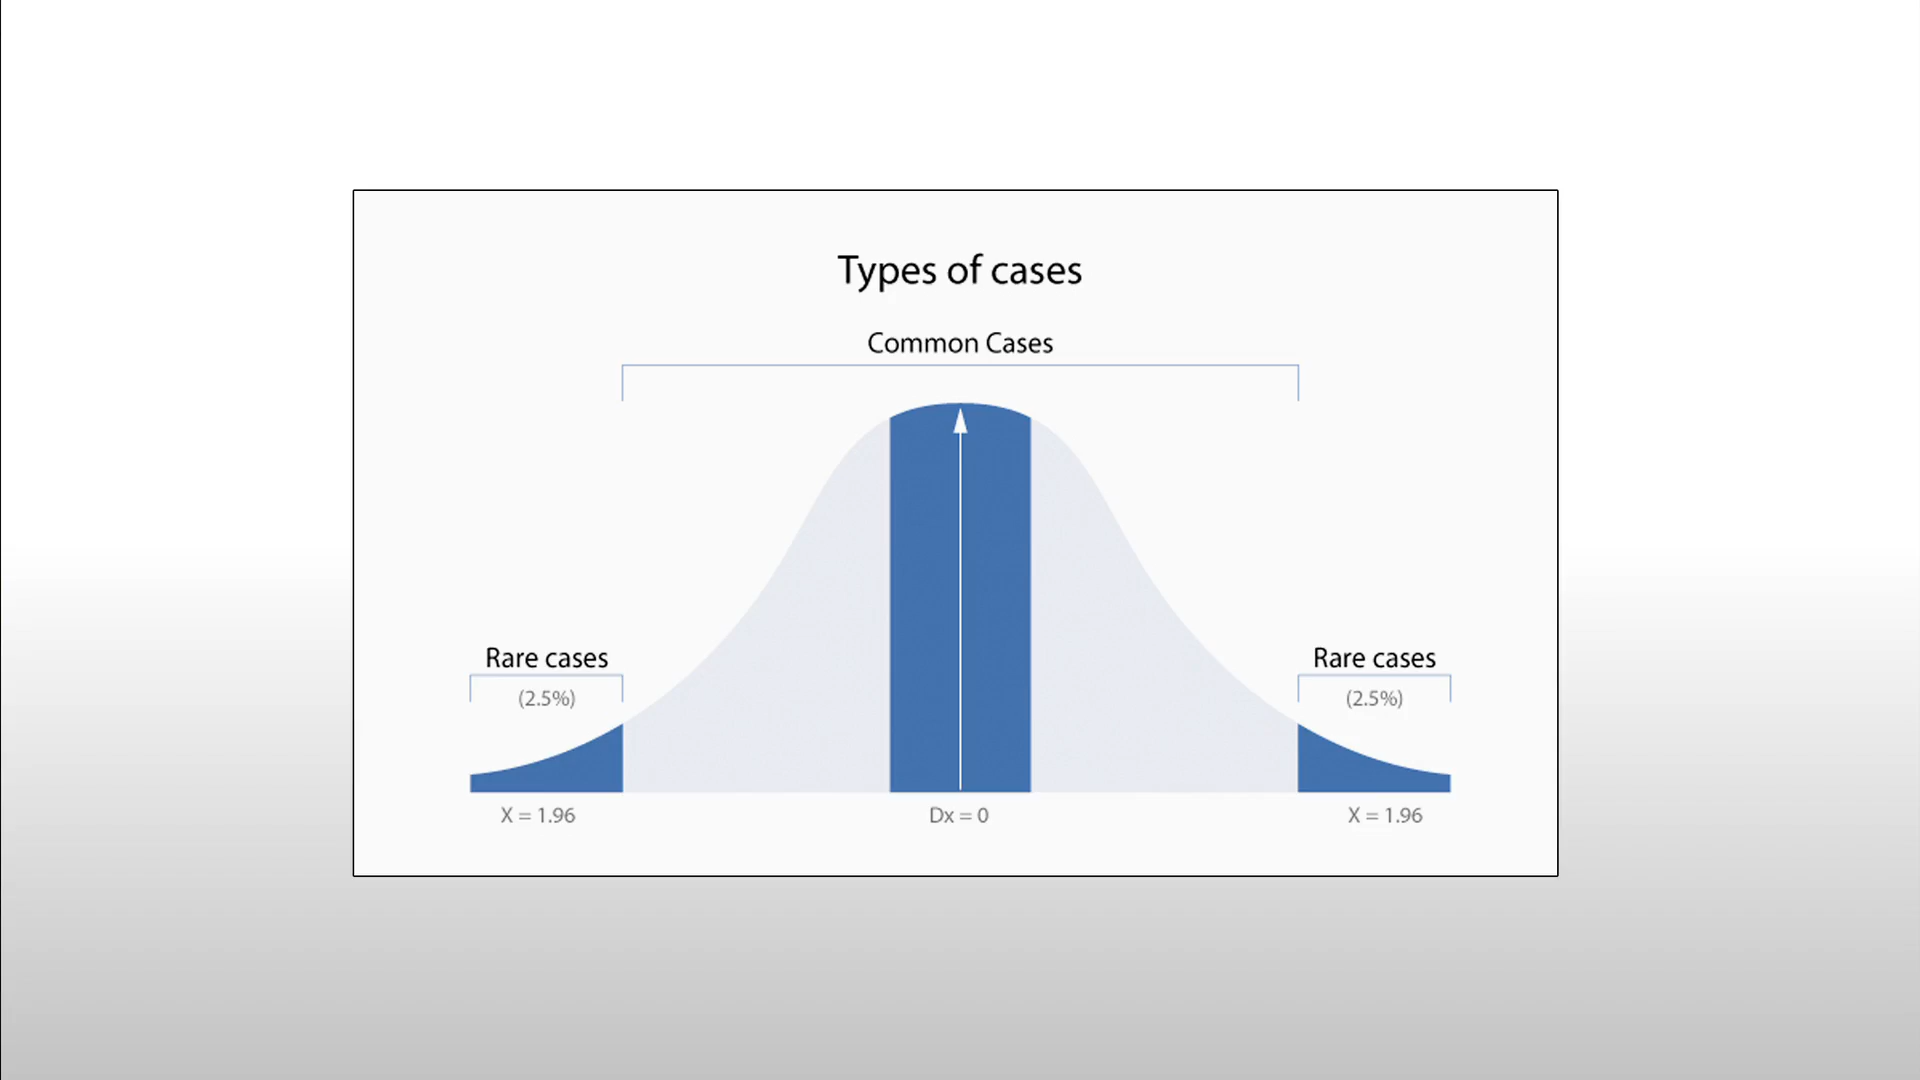 Types of cases
Common Cases
Rare cases
(2.5%)
Rare cases
(2.5%)
X = 1.96
Dx = 0
X = 1.96